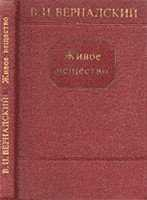 В. И. ВЕРНАДСКИЙ
Живое
вещество
В. И. ВЕРНАДСКИЙ Живое вещество